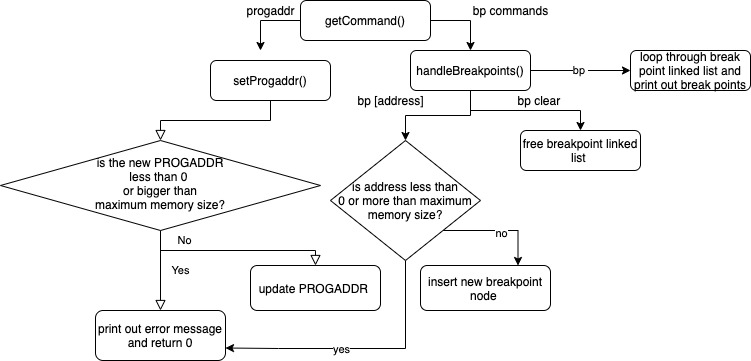 progaddr
getCommand()
bp commands
setProgaddr()
handleBreakpoints()
bp
loop through break
point linked list and
print out break points
bp [address]
bp clear
free breakpoint linked
list
is the new PROGADDR
less than 0
or bigger than
maximum memory size?
is address less than
0 or more than maximum
memory size?
No
no
Yes
update PROGADDR
insert new breakpoint
node
print out error message
and return 0
yes